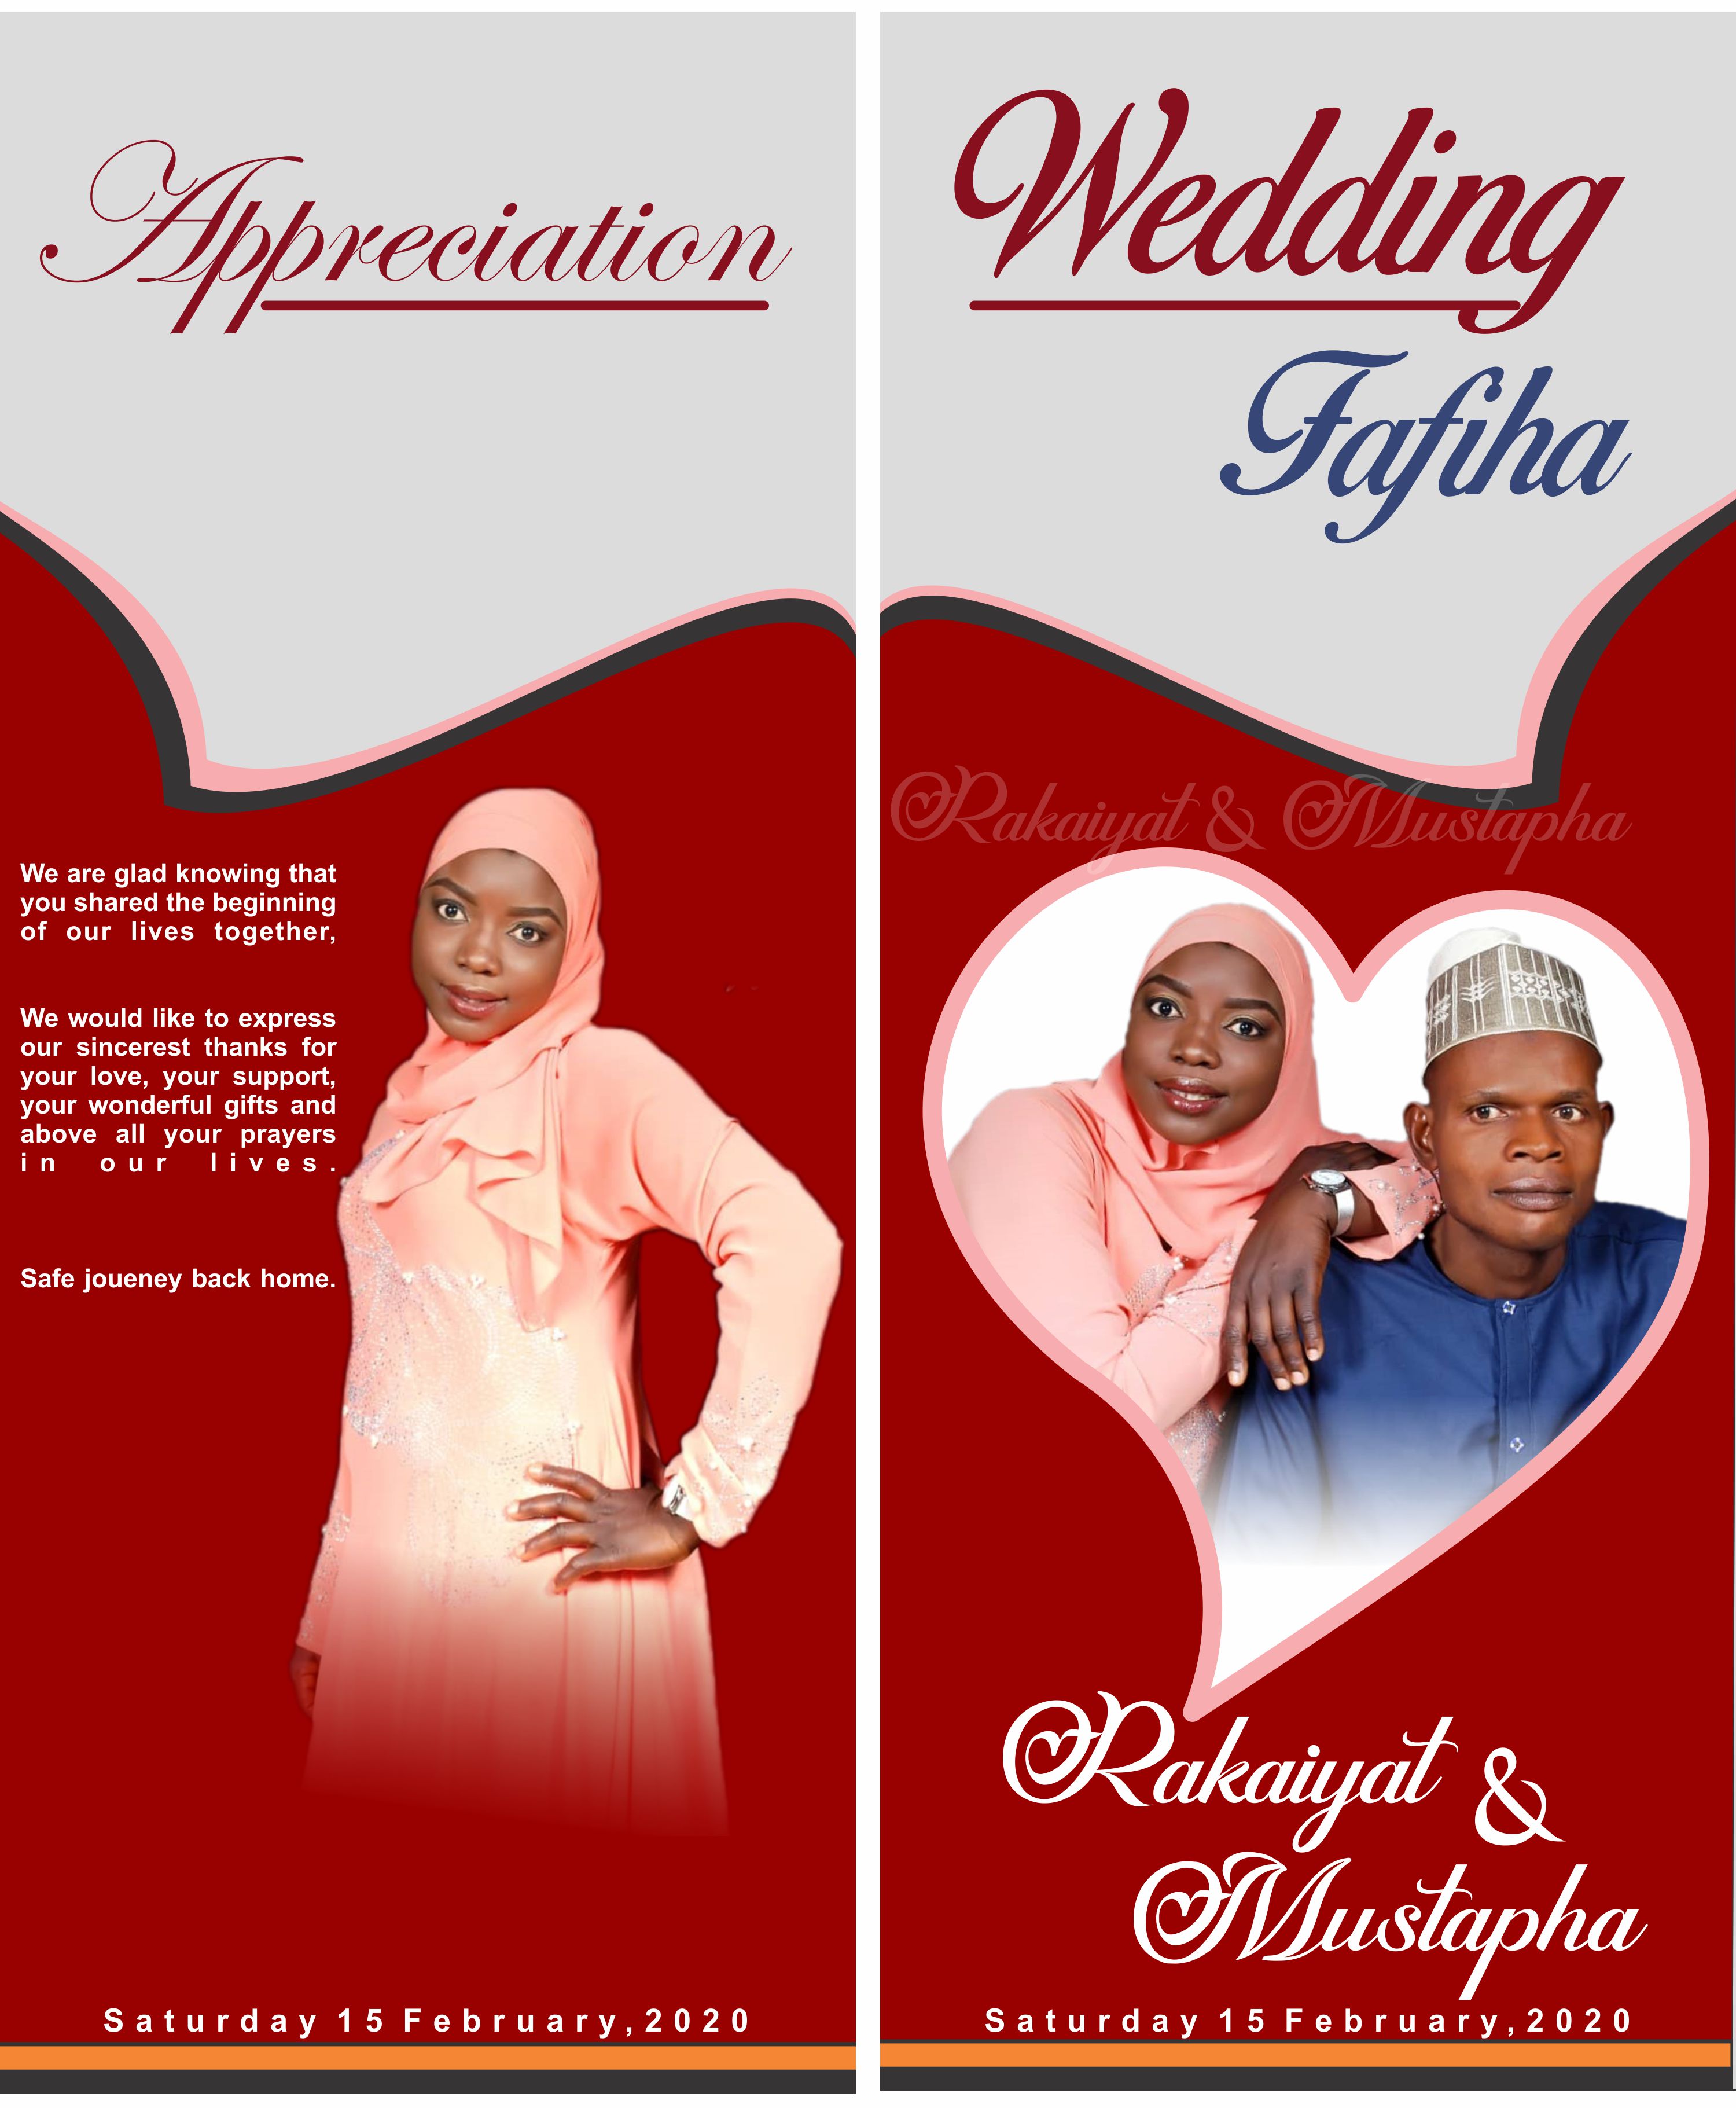 Appreciation
We are glad knowing that
you shared the beginning
of our lives together,
We would like to express
our sincerest thanks for
your love, your support,
your wonderful gifts and
above all your prayers
in our lives.
Safe joueney back home.
Saturday 15 February,2020
Wedding
Fafiha
Rakaiyat & Mustapha
Rakaiyat &
Mustapha
Saturday 15 February,2020